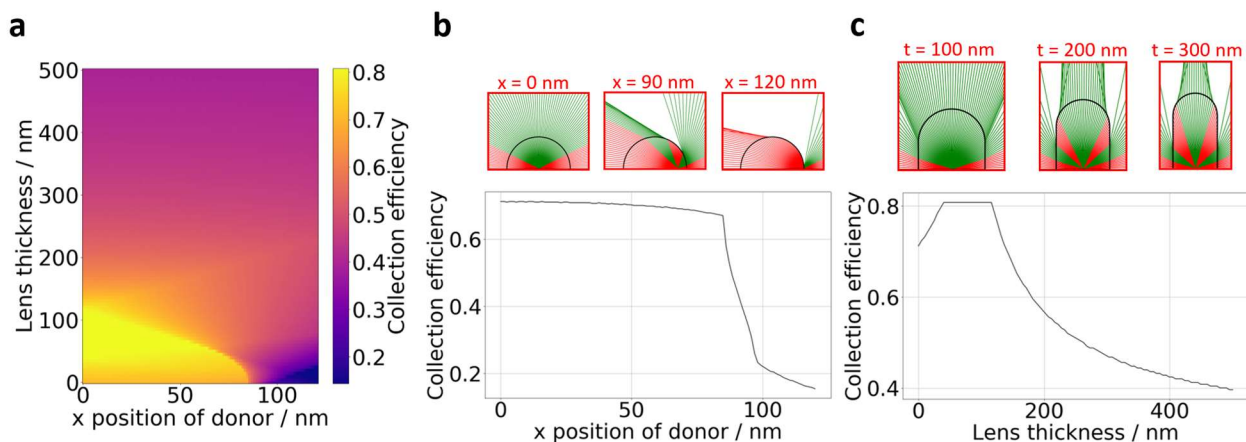 a
500
400
300
200
100
0
Lens thickness / nm
0 50 100
x position of donor / nm
0.8
0.7
0.6
0.5
0.4
0.3
0.2
Collection efficiency
b
x = 0 nm x = 90 nm x = 120 nm
0.6
0.4
0.2
Collection efficiency
0 50 100
x position of donor / nm
c
t = 100 nm t = 200 nm t = 300 nm
0.8
0.6
0.4
Collection efficiency
0 200 400
Lens thickness / nm